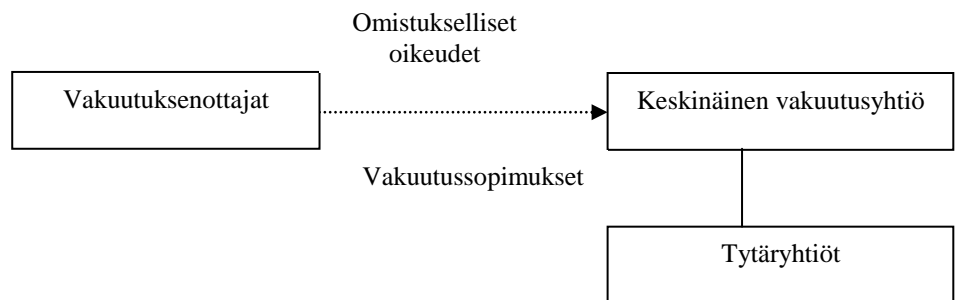 Omistukselliset
oikeudet
Vakuutuksenottajat
Keskinäinen vakuutusyhtiö
Vakuutussopimukset
Tytäryhtiöt